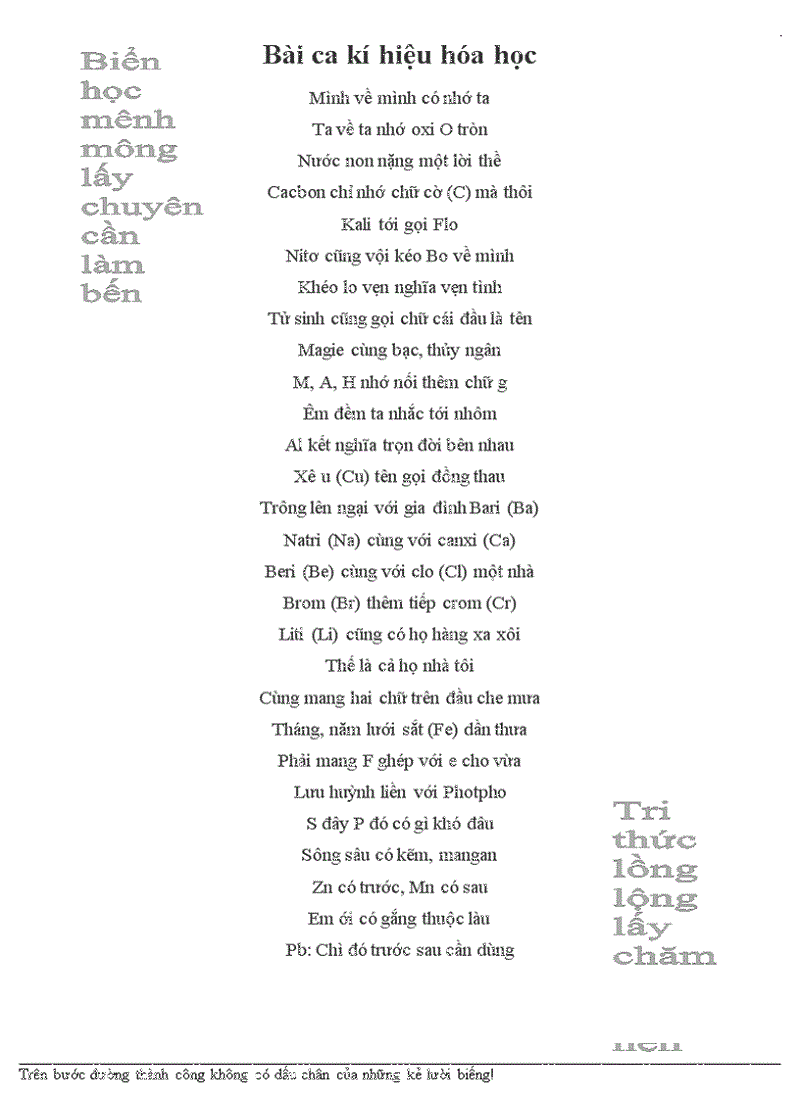 Biển
học
mênh
mông
lấy
chuyên
cần
làm
bến
Bài ca kí hiệu hóa học
Mình về mình có nhớ ta
Ta về ta nhớ oxi O tròn
Nước non nặng một lời thề
Cacbon chỉ nhớ chữ cờ (C) mà thôi
Kali tới gọi Flo
Nitơ cũng vội kéo Bo về mình
Khéo lo vẹn nghĩa vẹn tình
Tử sinh cũng gọi chữ cái đầu là tên
Magie cùng bạc, thủy ngân
M, A, H nhớ nối thêm chữ g
Êm đềm ta nhắc tới nhôm
Al kết nghĩa trọn đời bên nhau
Xê u (Cu) tên gọi đồng thau
Trông lên ngại với gia đình Bari (Ba)
Natri (Na) cùng với canxi (Ca)
Beri (Be) cùng với clo (Cl) một nhà
Brom (Br) thêm tiếp crom (Cr)
Liti (Li) cũng có họ hàng xa xôi
Thế là cả họ nhà tôi
Cùng mang hai chữ trên đầu che mưa
Tháng, năm lưới sắt (Fe) dần thưa
Phải mang F ghép với e cho vừa
Lưu huỳnh liền với Photpho
S đây P đó có gì khó đâu
Sông sâu có kẽm, mangan
Zn có trước, Mn có sau
Em ới có gắng thuộc làu
Pb: Chì đó trước sau cần dùng
Tri
thức
lồng
lộng
lấy
chăm
Trên bước đường thành công không có dấu chân của những kẻ lười biếng!